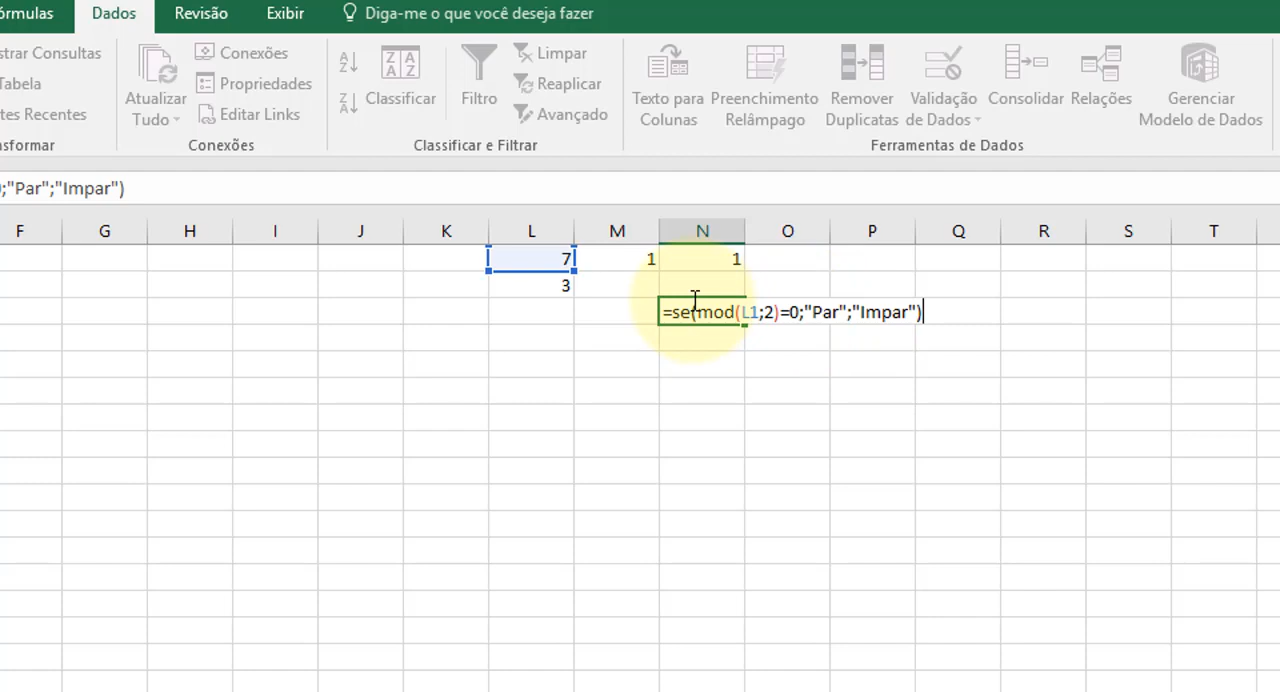 órmulas Dados Revisão Exibir Diga-me o que você deseja fazer
strar Consultas Conexões Limpar
Tabela Propriedades Reaplicar
tes Recentes Editar Links Avançado
Atualizar Classificar Filtro Texto para Preenchimento Remover Validação Consolidar Relações Gerenciar
Tudo Colunas Relâmpago Duplicatas de Dados Modelo de Dados
nsformar Conexões Classificar e Filtrar Ferramentas de Dados
0;"Par";"Impar")
F G H I J K L M N O P Q R S T
7 1 1
3
=se(mod(L1;2)=0;"Par";"Impar")